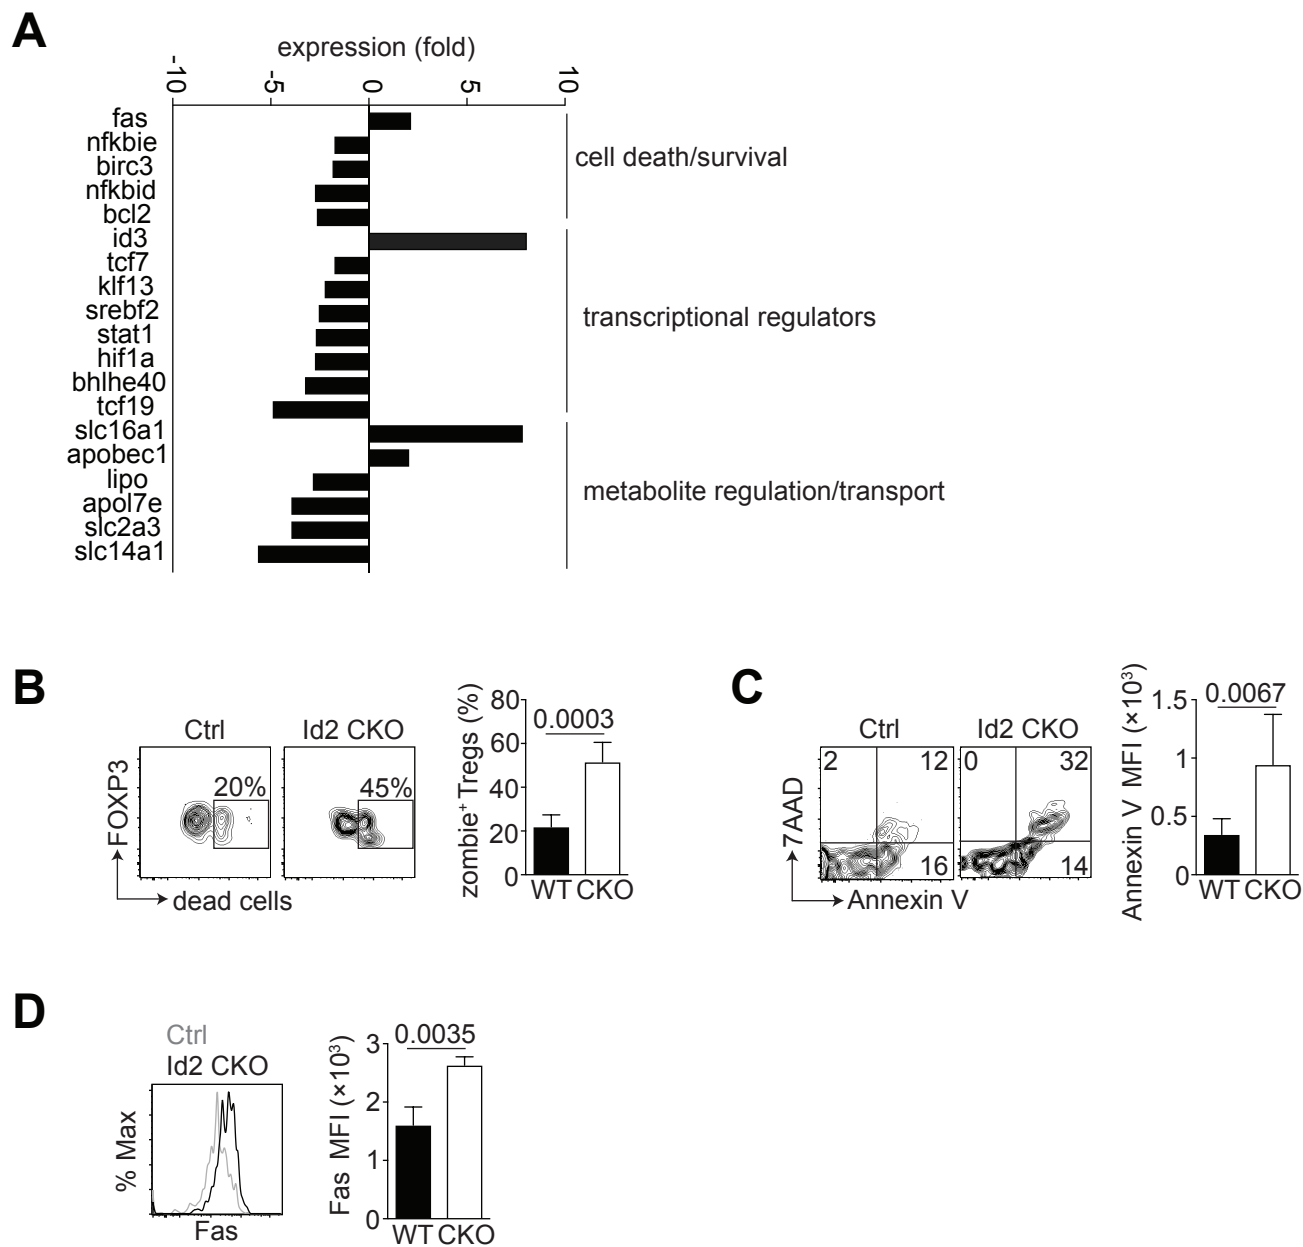 A
expression (fold)
-10 -5 0 5 10
fas
nfkbie
birc3
nfkbid
bcl2
cell death/survival
id3
tcf7
klf13
srebf2
stat1
hif1a
bhlhe40
tcf19
transcriptional regulators
slc16a1
apobec1
lipo
apol7e
slc2a3
slc14a1
metabolite regulation/transport
B
Ctrl Id2 CKO
20% 45%
FOXP3
dead cells
zombie⁺ Tregs (%)
80
60
40
20
0
0.0003
WT CKO
C
Ctrl Id2 CKO
2 12
16
0 32
14
7AAD
Annexin V
Annexin V MFI (×10³)
1.5
1
0.5
0
0.0067
WT CKO
D
Ctrl
Id2 CKO
% Max
Fas
Fas MFI (×10³)
3
2
1
0
0.0035
WT CKO